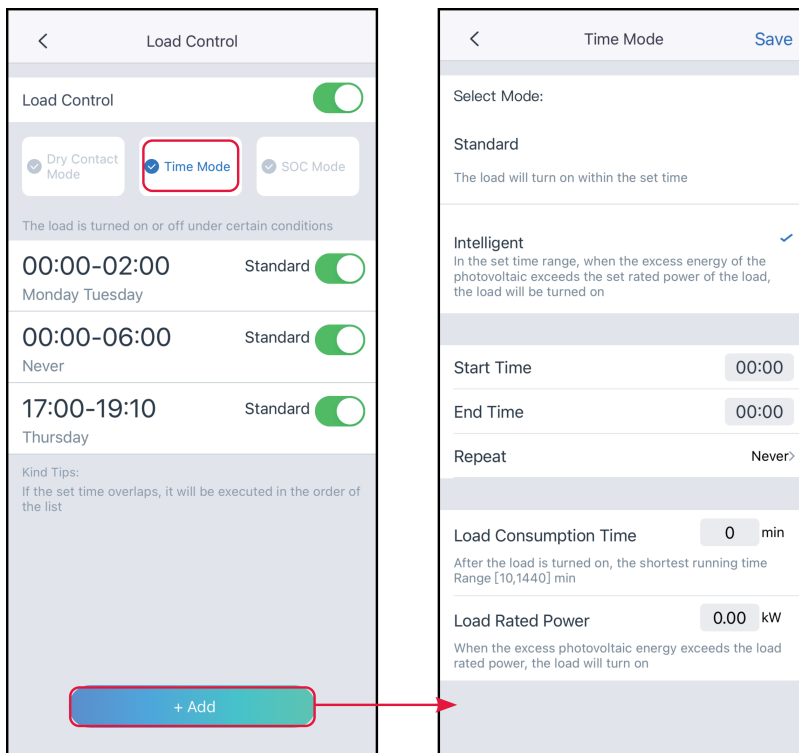 Load Control
Load Control
Dry Contact
Mode
Time Mode
SOC Mode
The load is turned on or off under certain conditions
00:00-02:00
Standard
Monday Tuesday
00:00-06:00
Standard
Never
17:00-19:10
Standard
Thursday
Kind Tips:
If the set time overlaps, it will be executed in the order of
the list
+ Add
Time Mode
Save
Select Mode:
Standard
The load will turn on within the set time
Intelligent
In the set time range, when the excess energy of the
photovoltaic exceeds the set rated power of the load,
the load will be turned on
Start Time
00:00
End Time
00:00
Repeat
Never
Load Consumption Time
0 min
After the load is turned on, the shortest running time
Range [10,1440] min
Load Rated Power
0.00 kW
When the excess photovoltaic energy exceeds the load
rated power, the load will turn on